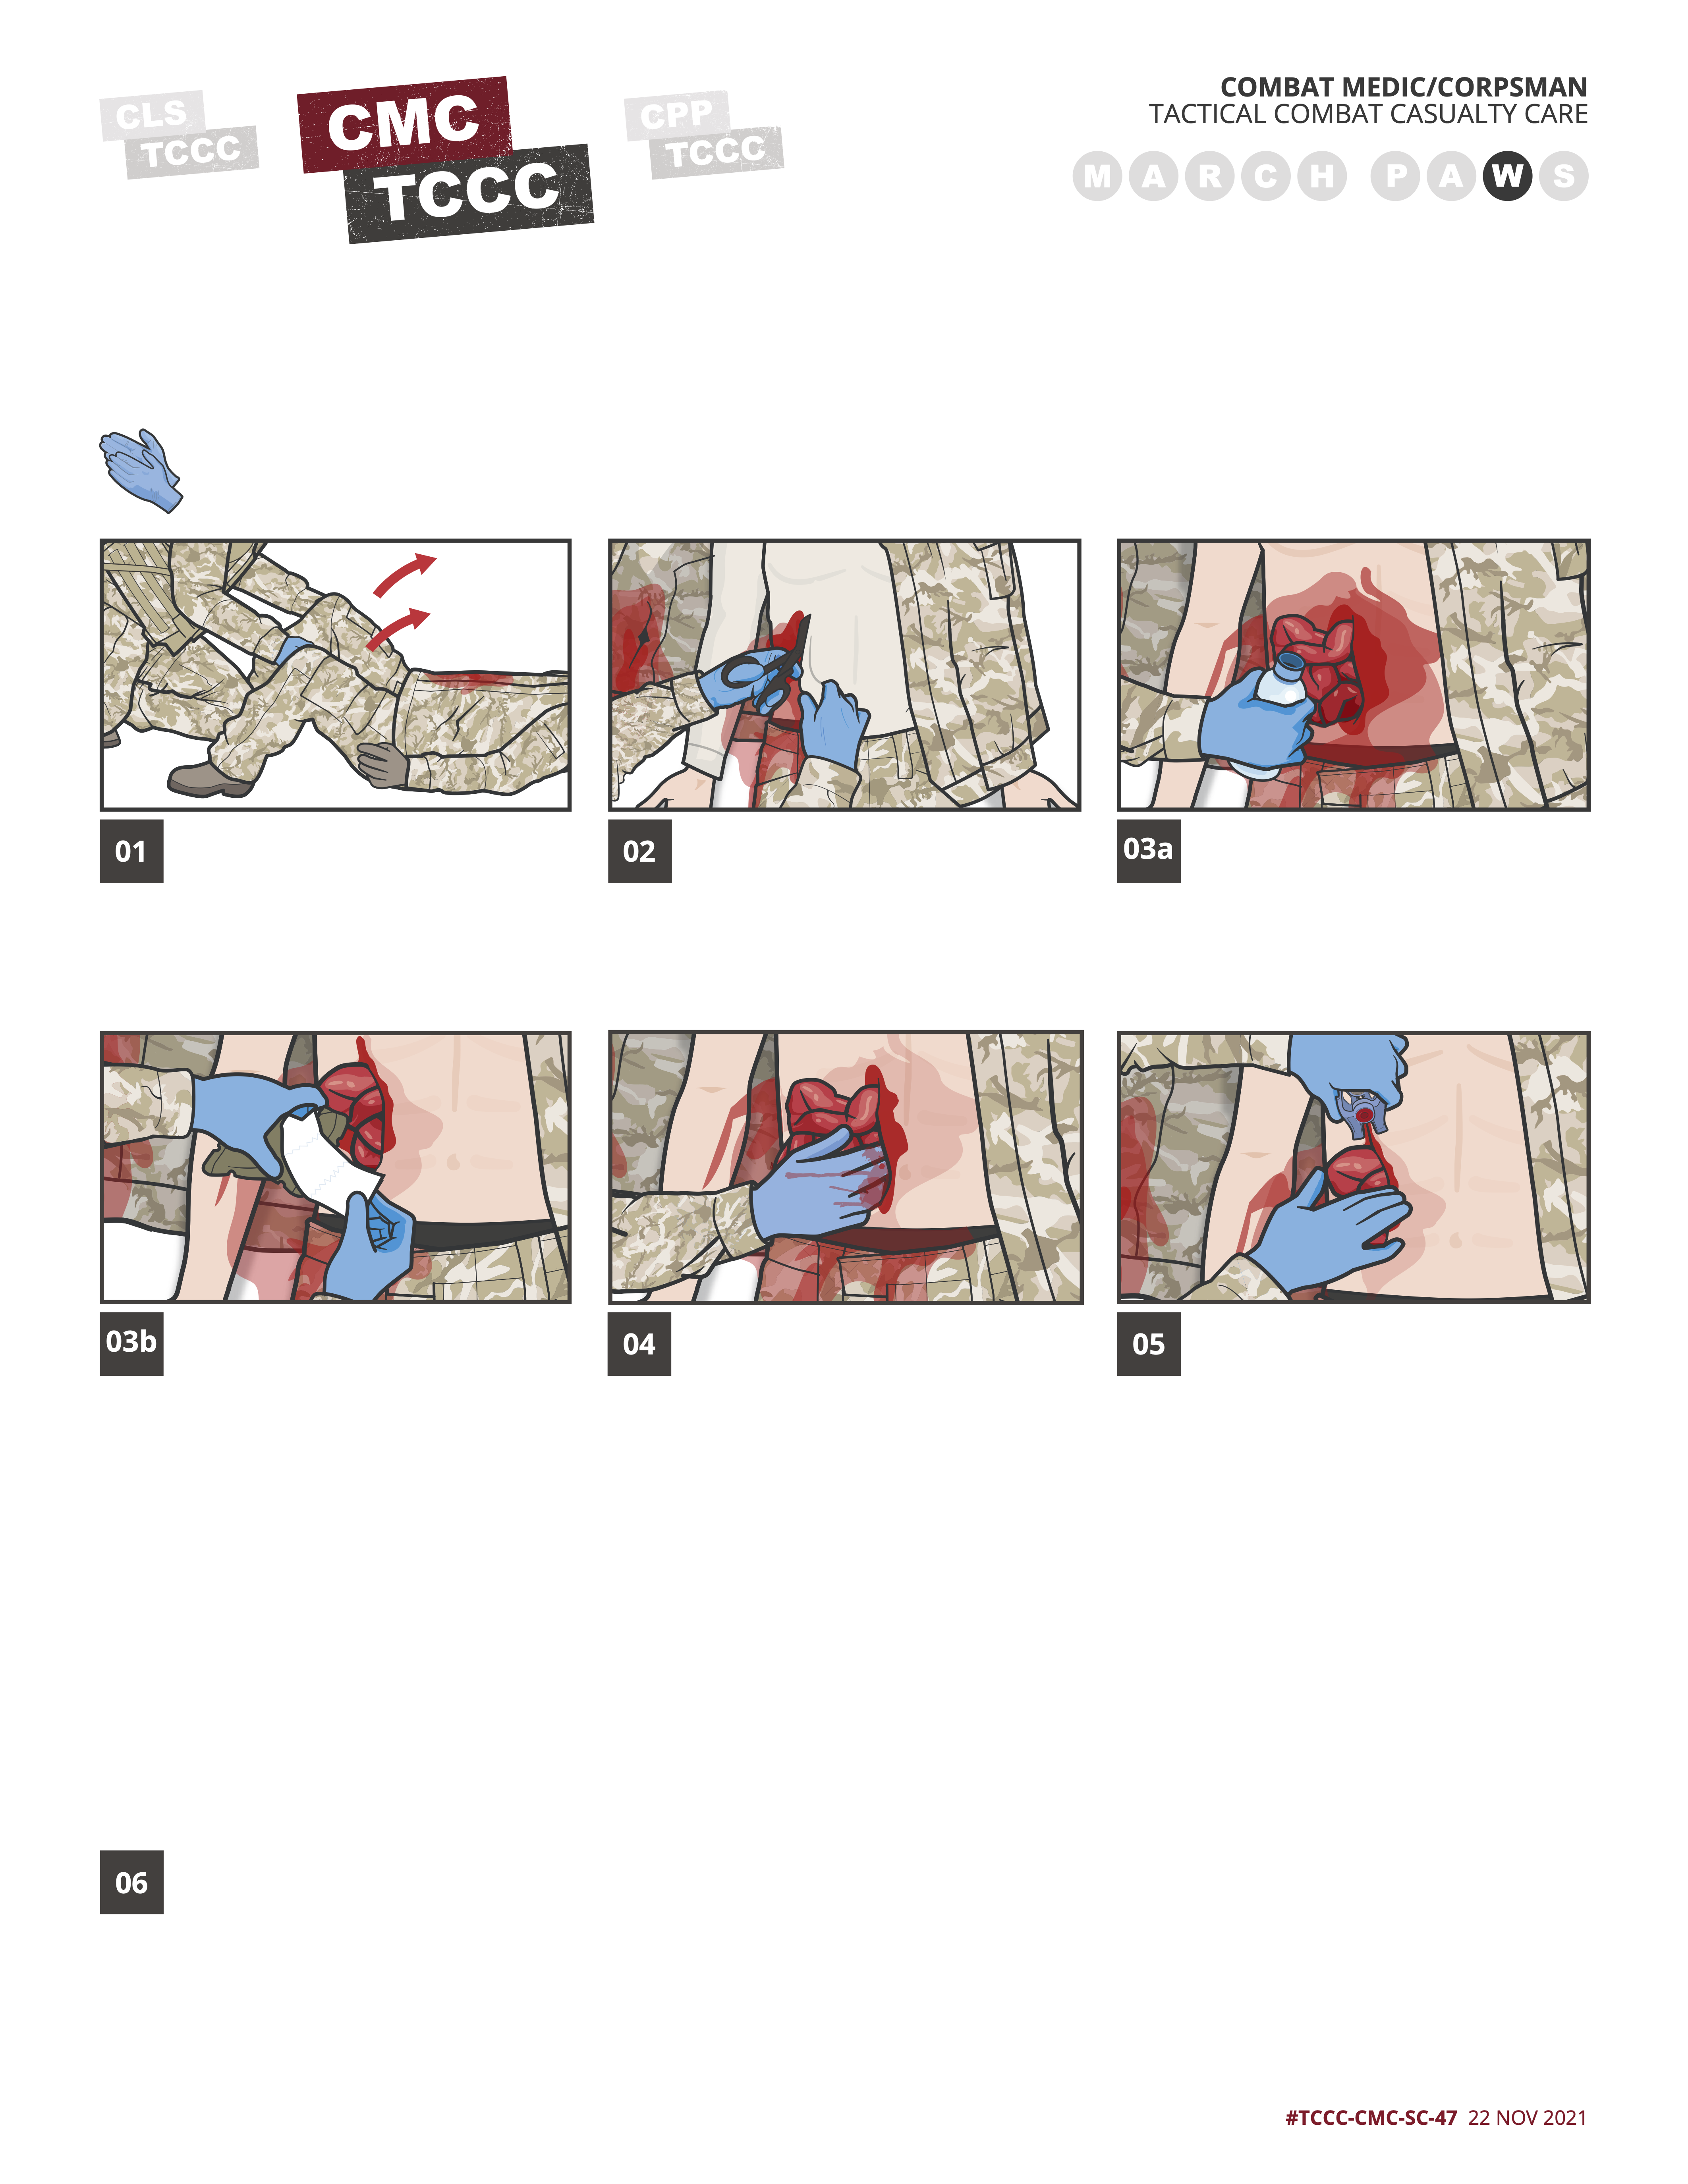 CLS
TCCC
CMC
TCCC
CPP
TCCC
COMBAT MEDIC/CORPSMAN
TACTICAL COMBAT CASUALTY CARE
M A R C H P A W S
01
02
03a
03b
04
05
06
#TCCC-CMC-SC-47 22 NOV 2021